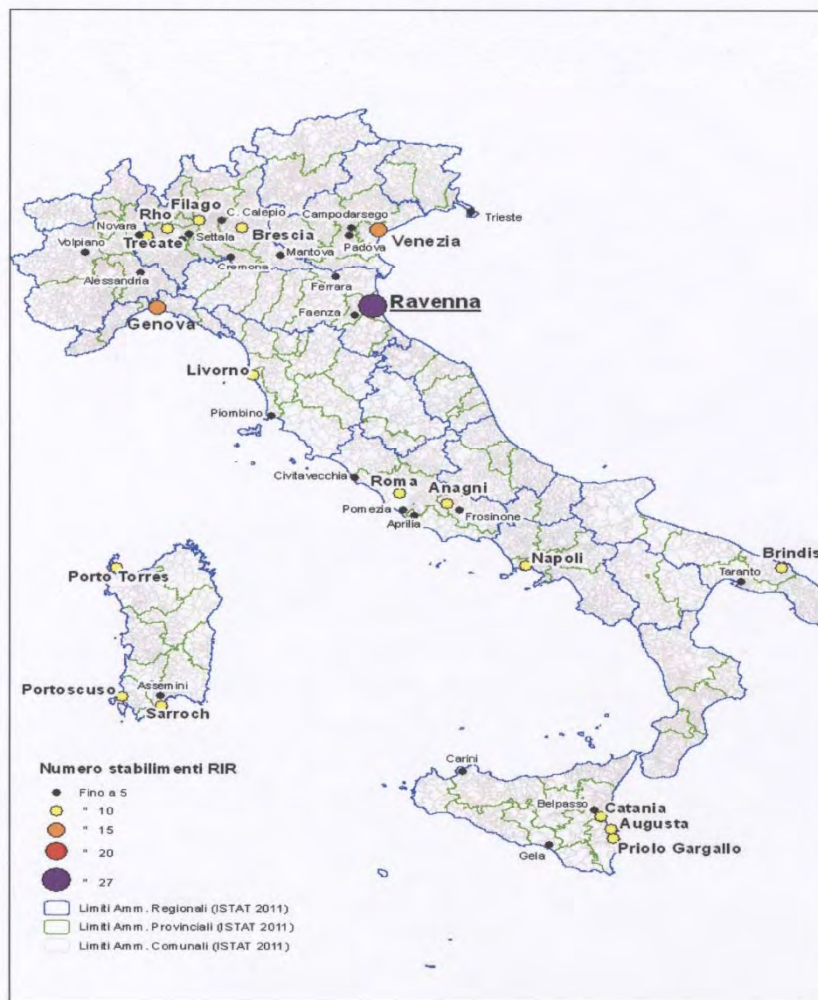 Filago
C. Calepio
Campodarsego
Trieste
Rho
Novara
Settala
Brescia
Venezia
Trecate
Padova
Volpiano
Mantova
Cremona
Alessandria
Ferrara
Ravenna
Faenza
Genova
Livorno
Piombino
Civitavecchia
Roma
Anagni
Pomezia
Frosinone
Aprilia
Napoli
Brindis
Taranto
Porto Torres
Portoscuso
Assemini
Sarroch
Carini
Belpasso
Catania
Augusta
Gela
Priolo Gargallo
Numero stabilimenti RIR
Fino a 5
" 10
" 15
" 20
" 27
Limiti Amm. Regionali (ISTAT 2011)
Limiti Amm. Provinciali (ISTAT 2011)
Limiti Amm. Comunali (ISTAT 2011)